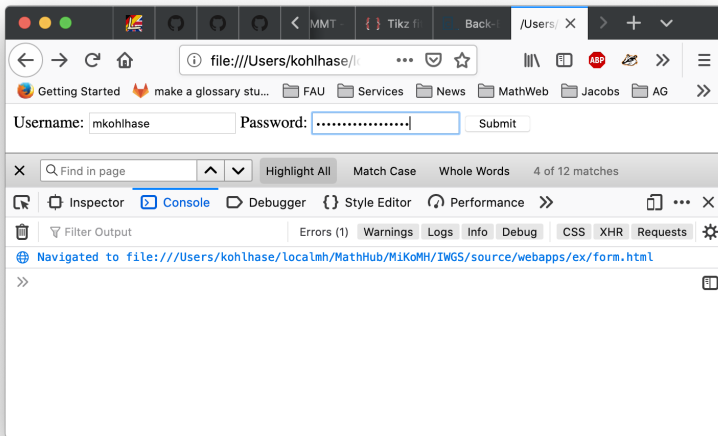 MMT
Tikz
Back-
/Users/
file:///Users/kohlhase/
Getting Started make a glossary stu... FAU Services News MathWeb Jacobs AG
ABP
Username: mkohlhase Password: •••••••••••••••••• Submit
Find in page Highlight All Match Case Whole Words 4 of 12 matches
Inspector Console Debugger {} Style Editor Performance
Filter Output Errors (1) Warnings Logs Info Debug CSS XHR Requests
Navigated to file:///Users/kohlhase/localmh/MathHub/MiKoMH/IWGS/source/webapps/ex/form.html